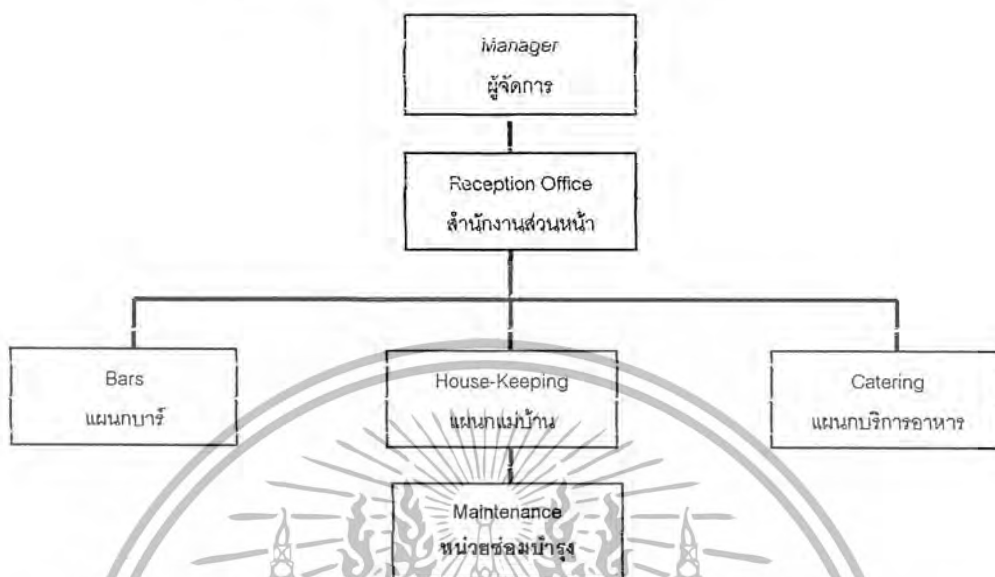 Manager
ผู้จัดการ
Reception Office
สำนักงานส่วนหน้า
Bars
แผนกบาร์
House-Keeping
แผนกแม่บ้าน
Catering
แผนกบริการอาหาร
Maintenance
หน่วยซ่อมบำรุง